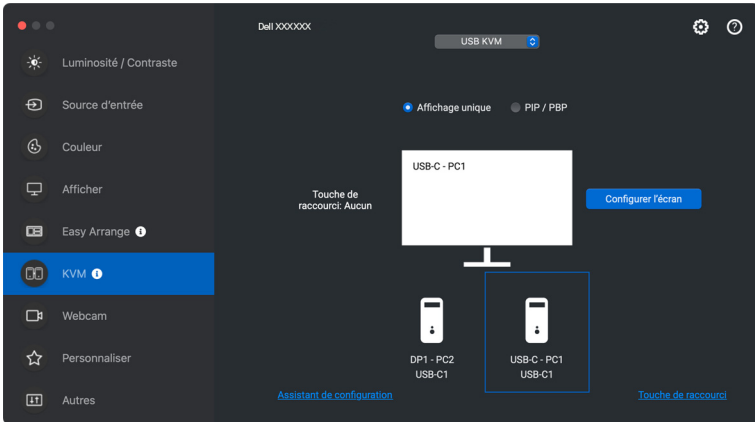 Dell XXXXXX
USB KVM
Luminosité / Contraste
Source d'entrée
Couleur
Afficher
Easy Arrange
KVM
Webcam
Personnaliser
Autres
Affichage unique
PIP / PBP
USB-C - PC1
Touche de
raccourci: Aucun
Configurer l'écran
DP1 - PC2
USB-C1
USB-C - PC1
USB-C1
Assistant de configuration
Touche de raccourci